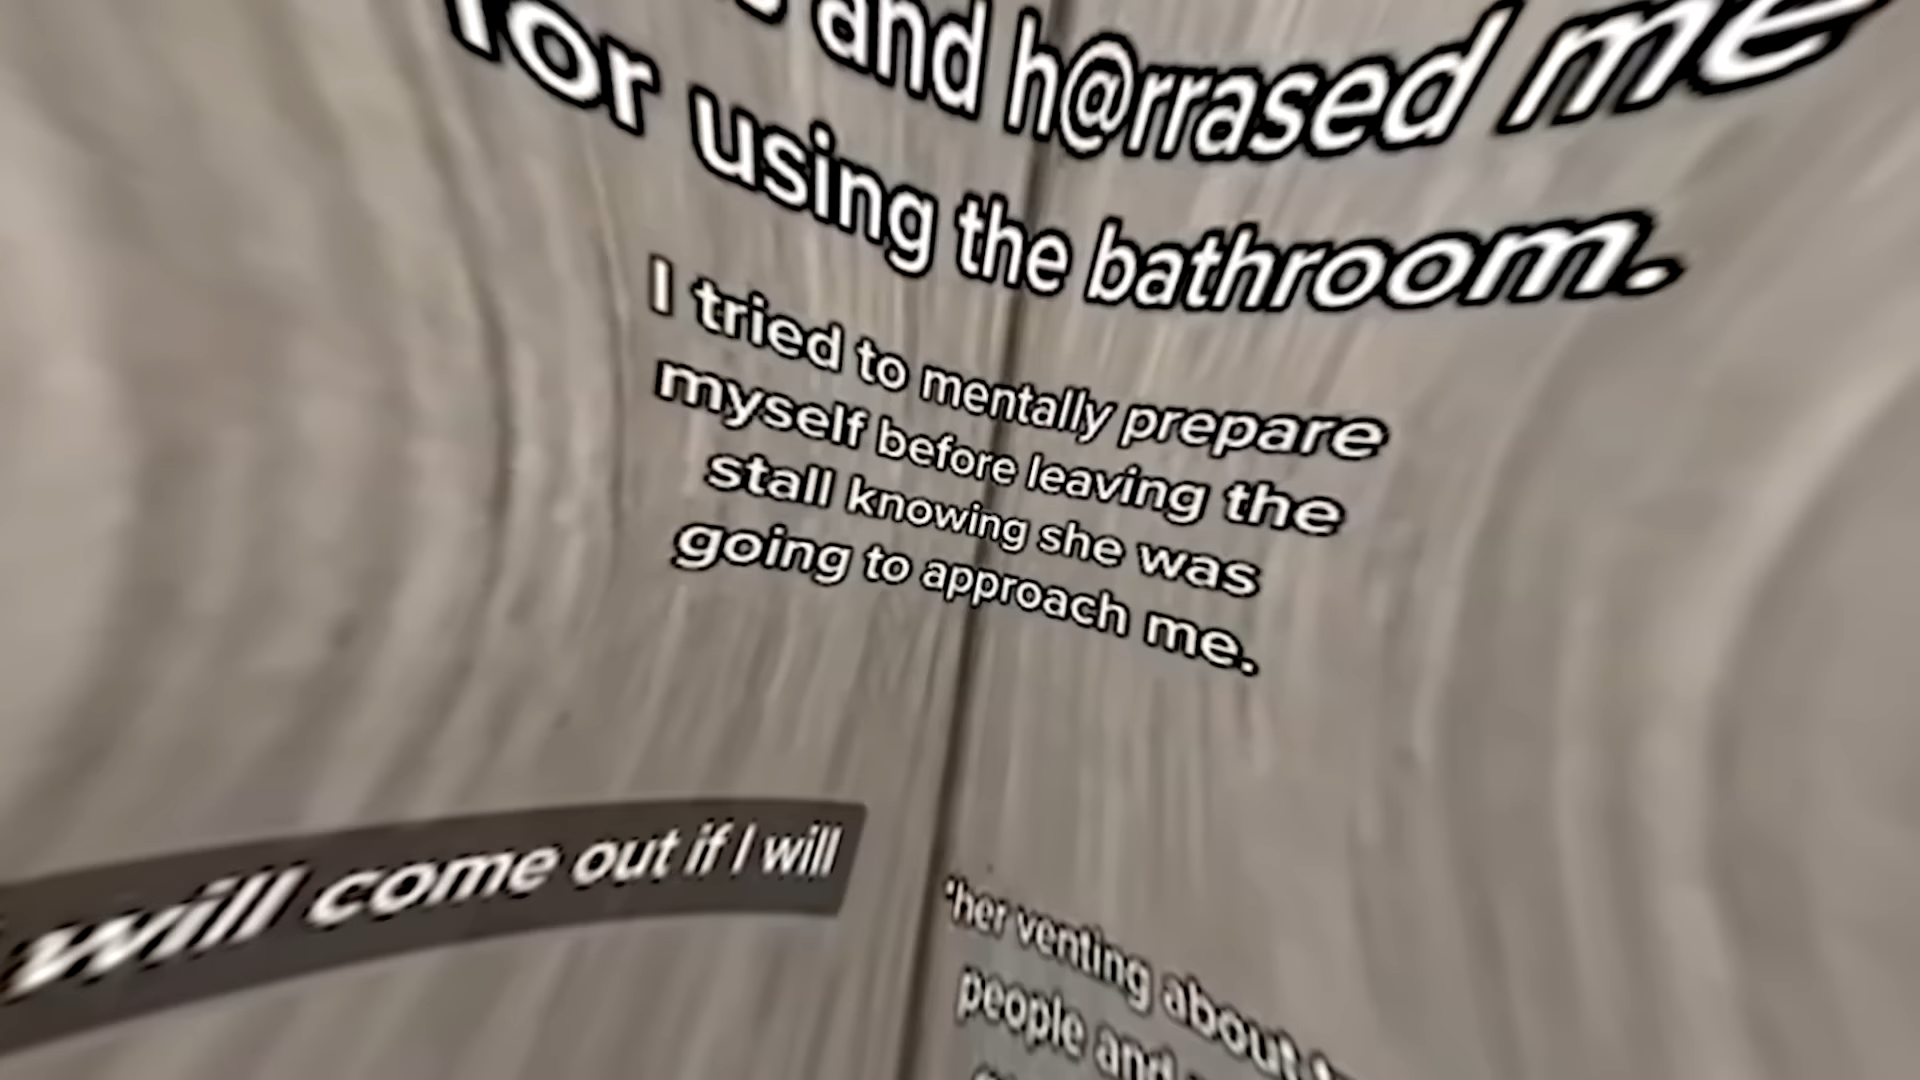 and h@rrased me
for using the bathroom.
I tried to mentally prepare
myself before leaving the
stall knowing she was
going to approach me.
will come out if I will
*her venting about
people and